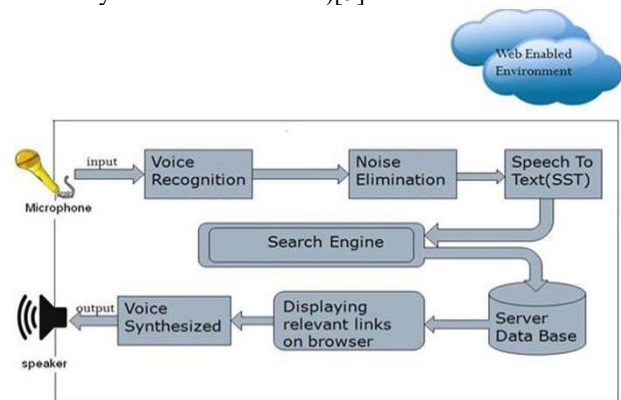 Web Enabled
Environment
input
Voice
Recognition
Noise
Elimination
Speech To
Text(SST)
Microphone
Search Engine
output
Voice
Synthesized
Displaying
relevant links
on browser
Server
Data Base
speaker